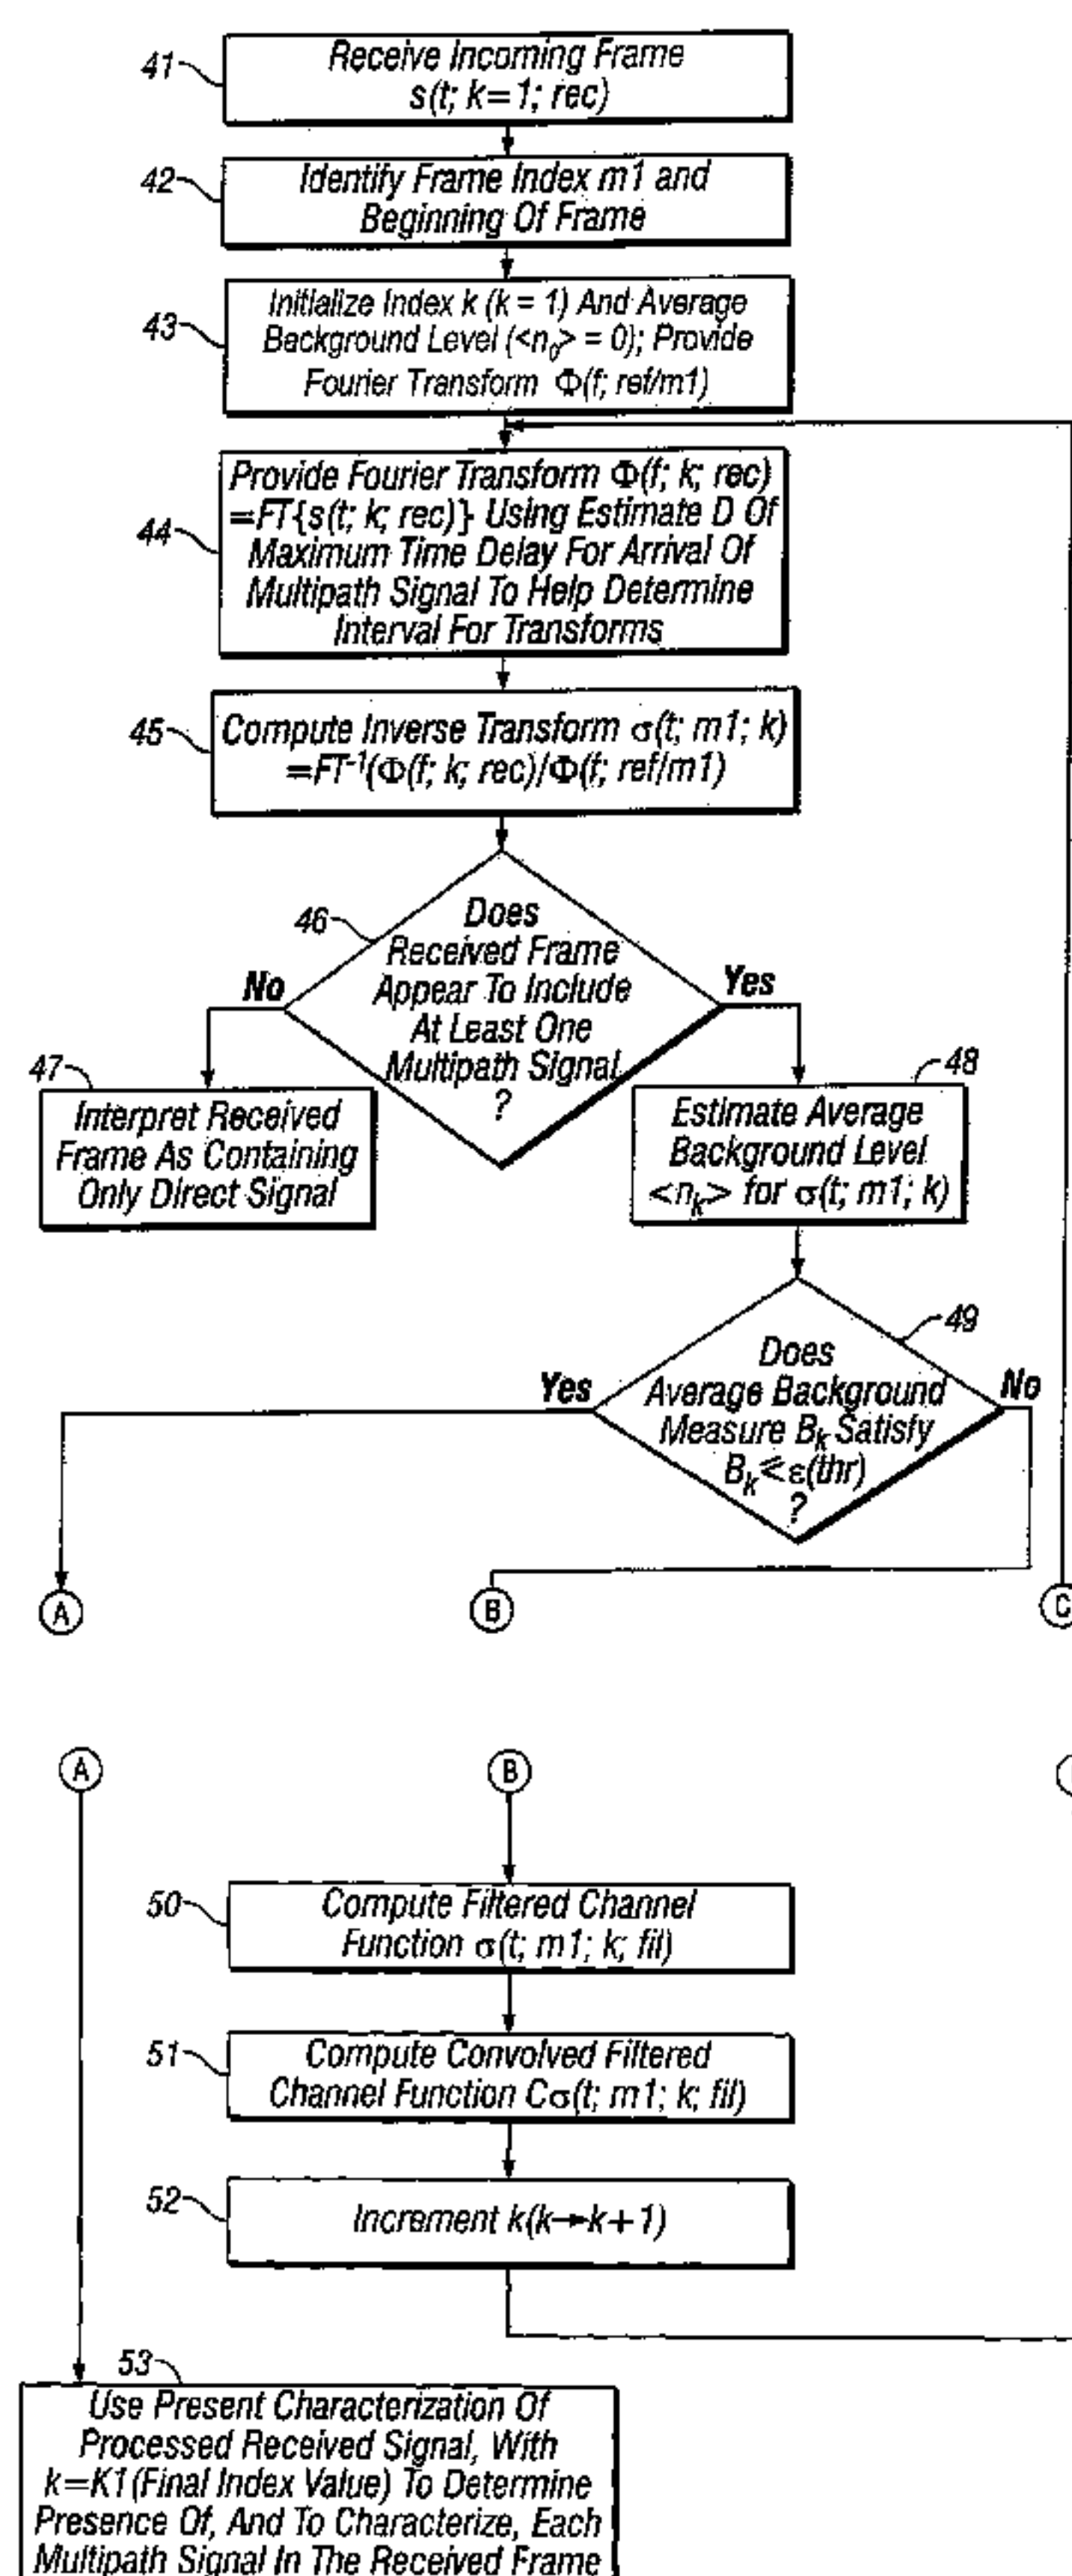 41
Receive Incoming Frame
s(t; k=1; rec)
42
Identify Frame Index m1 and
Beginning Of Frame
43
Initialize Index k (k = 1) And Average
Background Level (<n₀> = 0); Provide
Fourier Transform Φ(f; ref/m1)
44
Provide Fourier Transform Φ(f; k; rec)
=FT{s(t; k; rec)} Using Estimate D Of
Maximum Time Delay For Arrival Of
Multipath Signal To Help Determine
Interval For Transforms
45
Compute Inverse Transform σ(t; m1; k)
=FT⁻¹(Φ(f; k; rec)/Φ(f; ref/m1)
46
Does
Received Frame
Appear To Include
At Least One
Multipath Signal
?
No
Yes
47
Interpret Received
Frame As Containing
Only Direct Signal
48
Estimate Average
Background Level
<nₖ> for σ(t; m1; k)
49
Does
Average Background
Measure Bₖ Satisfy
Bₖ⩽ε(thr)
?
Yes
No
A
B
C
A
B
50
Compute Filtered Channel
Function σ(t; m1; k; fil)
51
Compute Convolved Filtered
Channel Function Cσ(t; m1; k; fil)
52
Increment k(k→k+1)
53
Use Present Characterization Of
Processed Received Signal, With
k=K1(Final Index Value) To Determine
Presence Of, And To Characterize, Each
Multipath Signal In The Received Frame